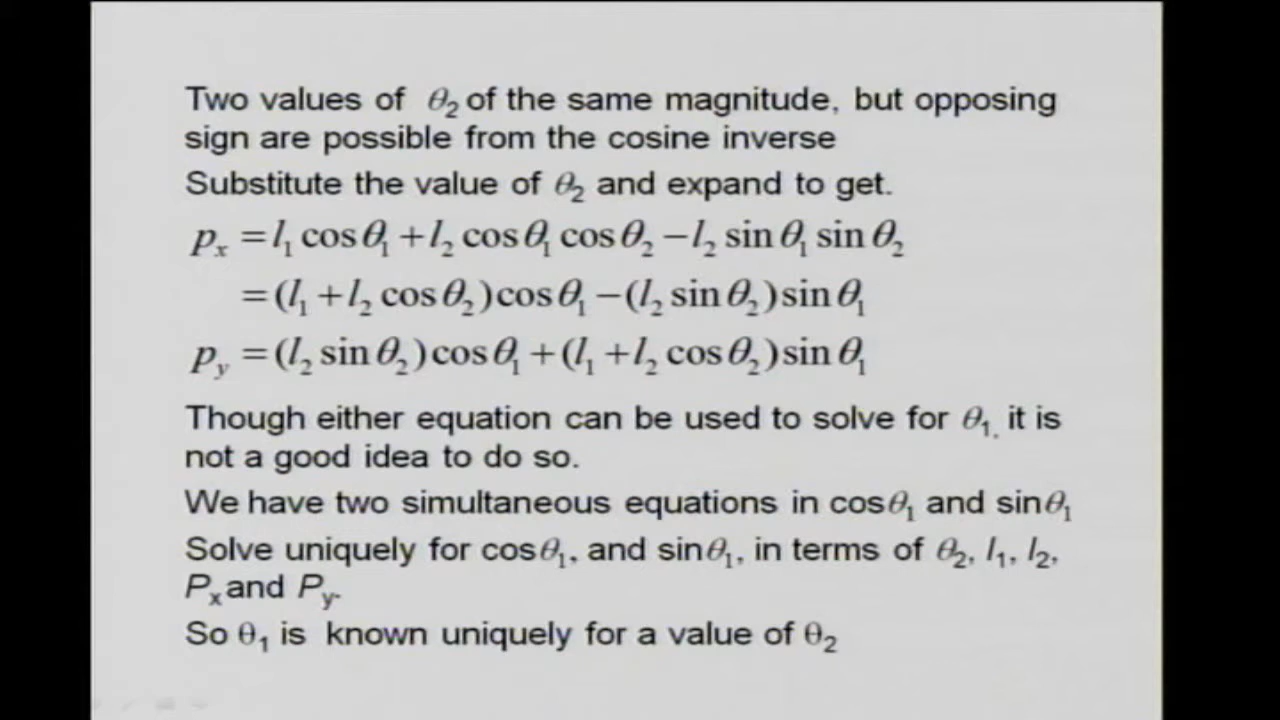 Two values of θ₂ of the same magnitude, but opposing
sign are possible from the cosine inverse
Substitute the value of θ₂ and expand to get.
pₓ = l₁ cos θ₁ + l₂ cos θ₁ cos θ₂ − l₂ sin θ₁ sin θ₂
= (l₁ + l₂ cos θ₂) cos θ₁ − (l₂ sin θ₂) sin θ₁
p_y = (l₂ sin θ₂) cos θ₁ + (l₁ + l₂ cos θ₂) sin θ₁
Though either equation can be used to solve for θ₁, it is
not a good idea to do so.
We have two simultaneous equations in cosθ₁ and sinθ₁
Solve uniquely for cosθ₁, and sinθ₁, in terms of θ₂, l₁, l₂,
Pₓ and P_y.
So θ₁ is known uniquely for a value of θ₂